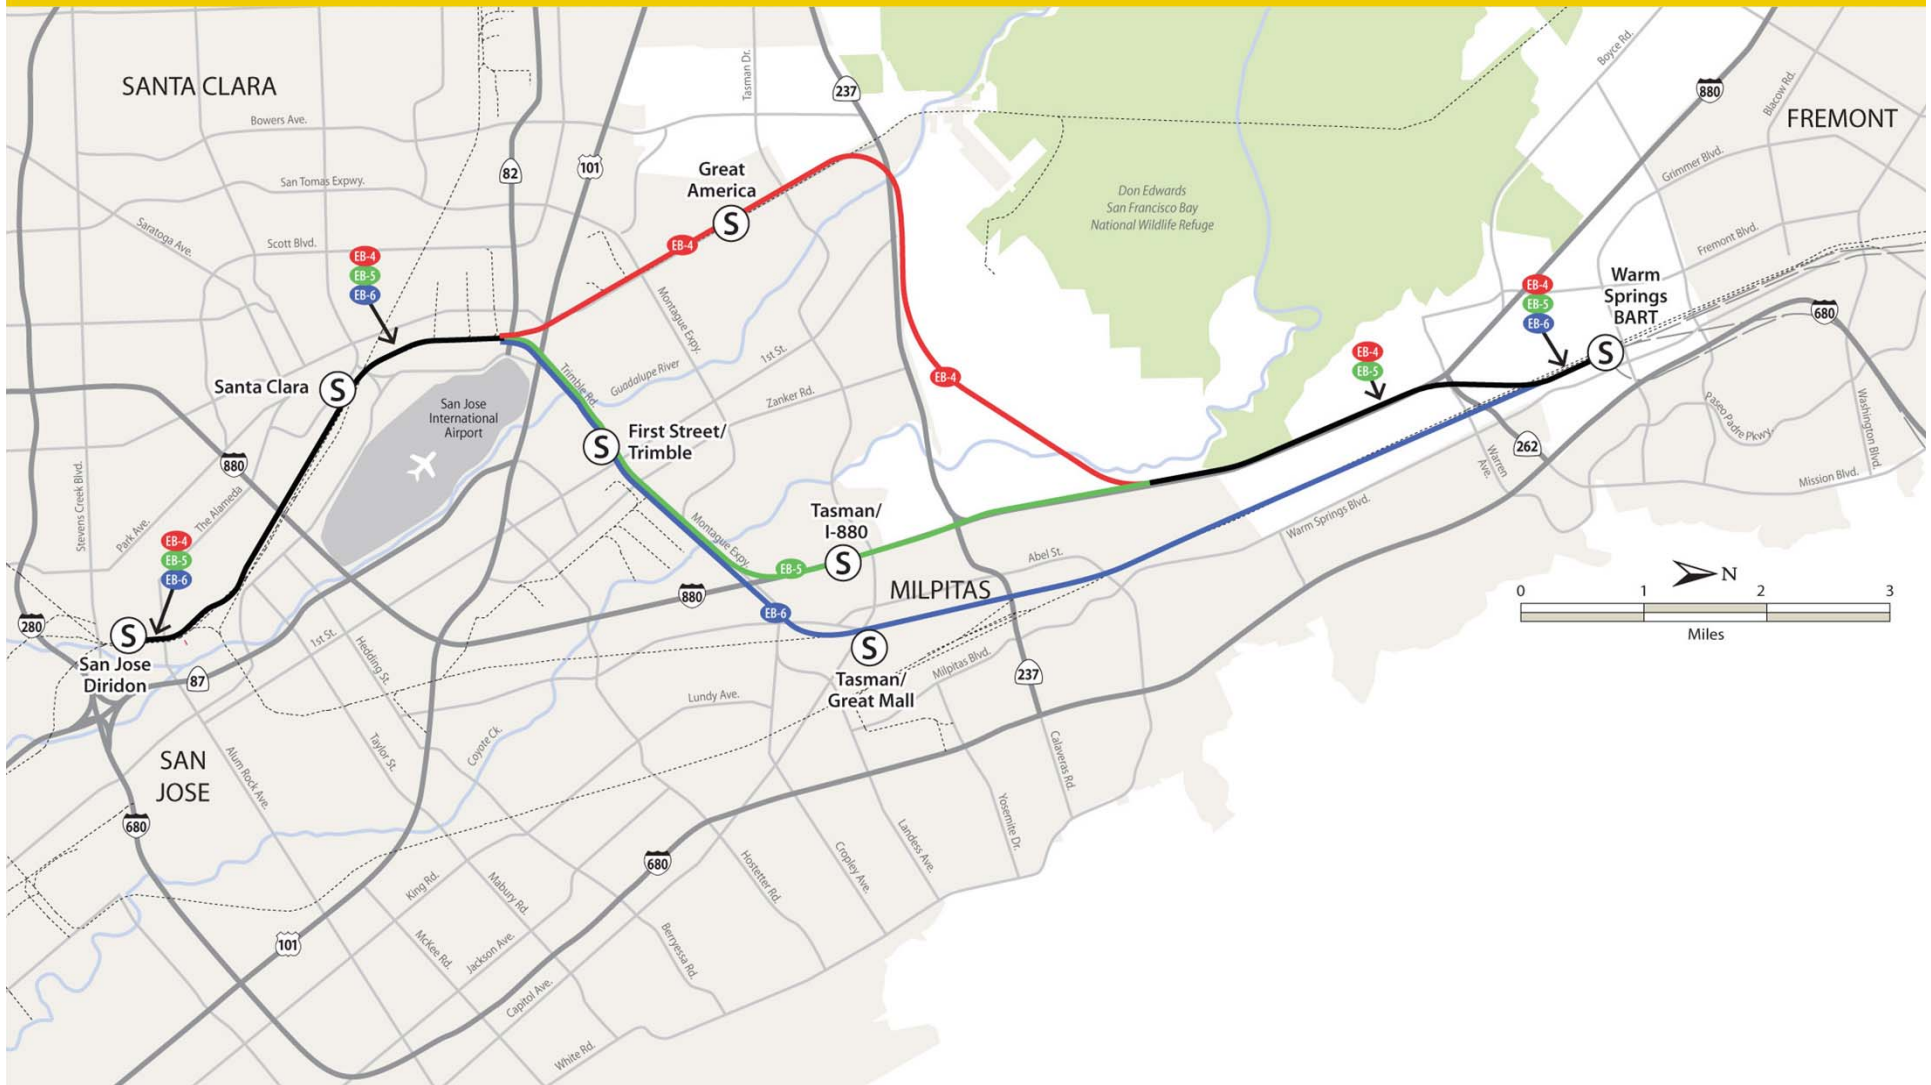 SANTA CLARA
Bowers Ave.
San Tomas Expwy.
Saratoga Ave.
Scott Blvd.
EB-4
EB-5
EB-6
82
101
Tasman Dr.
237
Great
America
S
EB-4
Montague Expy.
Don Edwards
San Francisco Bay
National Wildlife Refuge
Boyce Rd.
880
Blacow Rd.
FREMONT
Grimmer Blvd.
Fremont Blvd.
Warm
Springs
BART
S
EB-4
EB-5
EB-6
680
EB-4
EB-5
EB-4
Santa Clara
S
San Jose
International
Airport
Trimble Rd.
Guadalupe River
1st St.
Zanker Rd.
First Street/
Trimble
S
Stevens Creek Blvd.
880
Park Ave.
The Alameda
EB-4
EB-5
EB-6
Montague Expy.
Tasman/
I-880
S
EB-5
Abel St.
Warm Springs Blvd.
Warren
Ave.
262
Paseo Padre Pkwy.
Washington Blvd.
Mission Blvd.
880
MILPITAS
EB-6
N
0
1
2
3
Miles
280
S
San Jose
Diridon
87
1st St.
Hedding St.
S
Tasman/
Great Mall
Milpitas Blvd.
237
Lundy Ave.
Coyote Ck.
SAN
JOSE
Alum Rock Ave.
Taylor St.
Calaveras Rd.
680
680
Yosemite Dr.
Landess Ave.
Cropley Ave.
Hostetter Rd.
King Rd.
Mabury Rd.
101
McKee Rd.
Jackson Ave.
Berryessa Rd.
Capitol Ave.
White Rd.